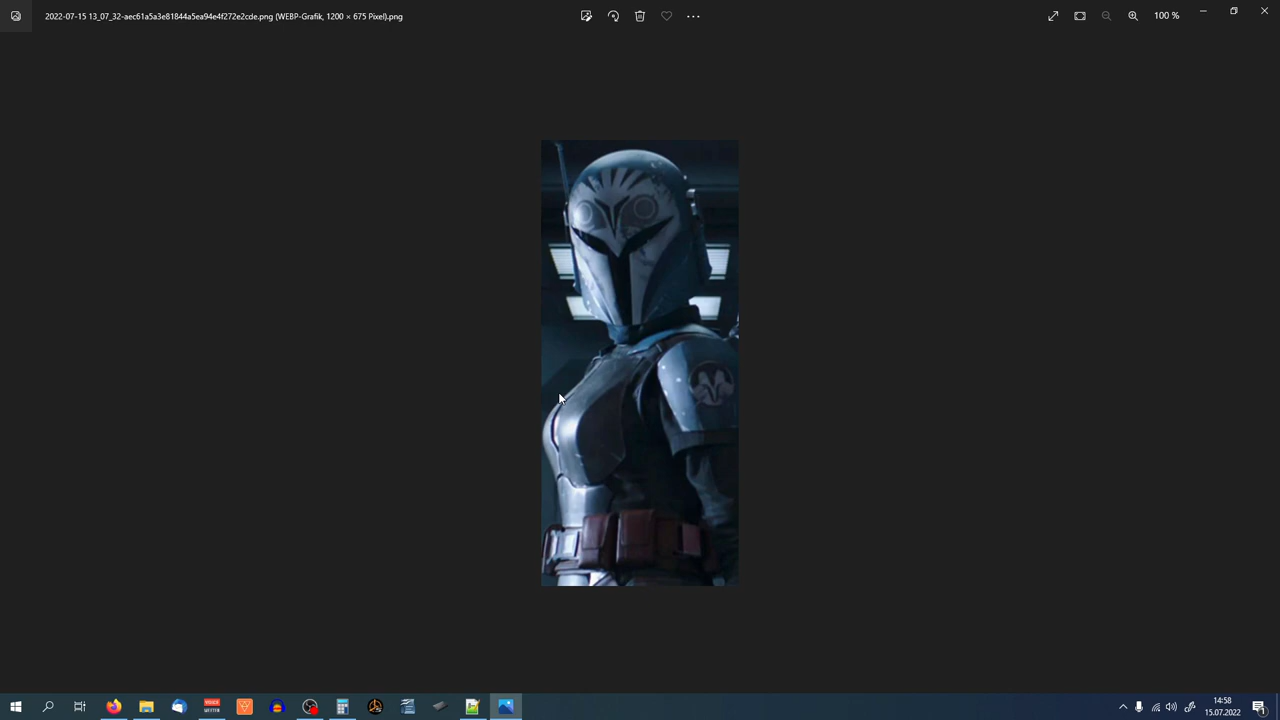 2022-07-15 13_07_32-aec61a5a3e81844a5ea94e4f272e2cde.png (WEBP-Grafik, 1200 × 675 Pixel).png
100 %
14:58
15.07.2022